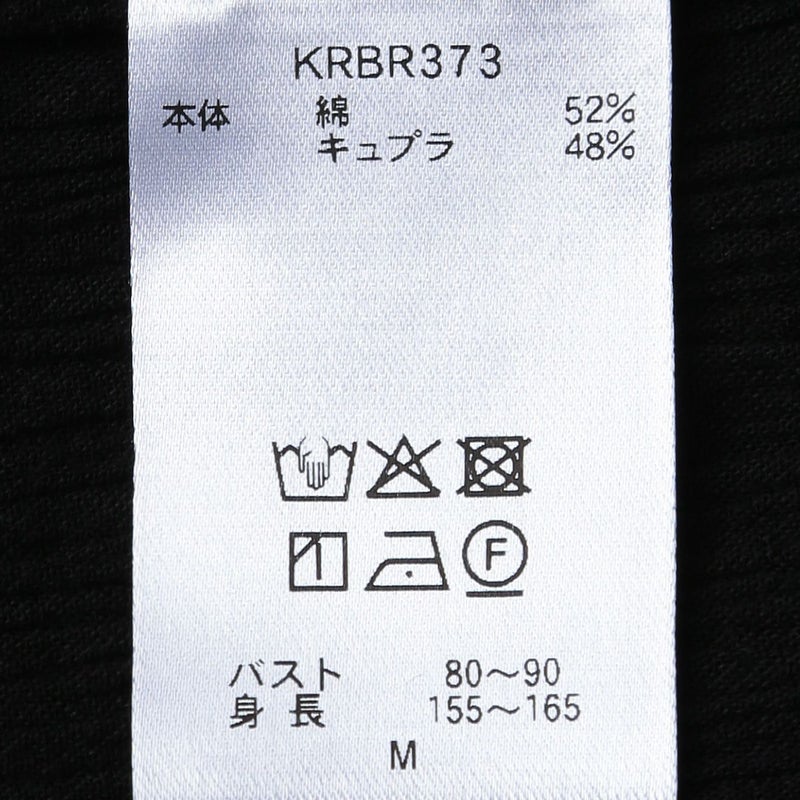 KRBR373
本体 綿 52%
キュプラ 48%
F
バスト 80〜90
身長 155〜165
M